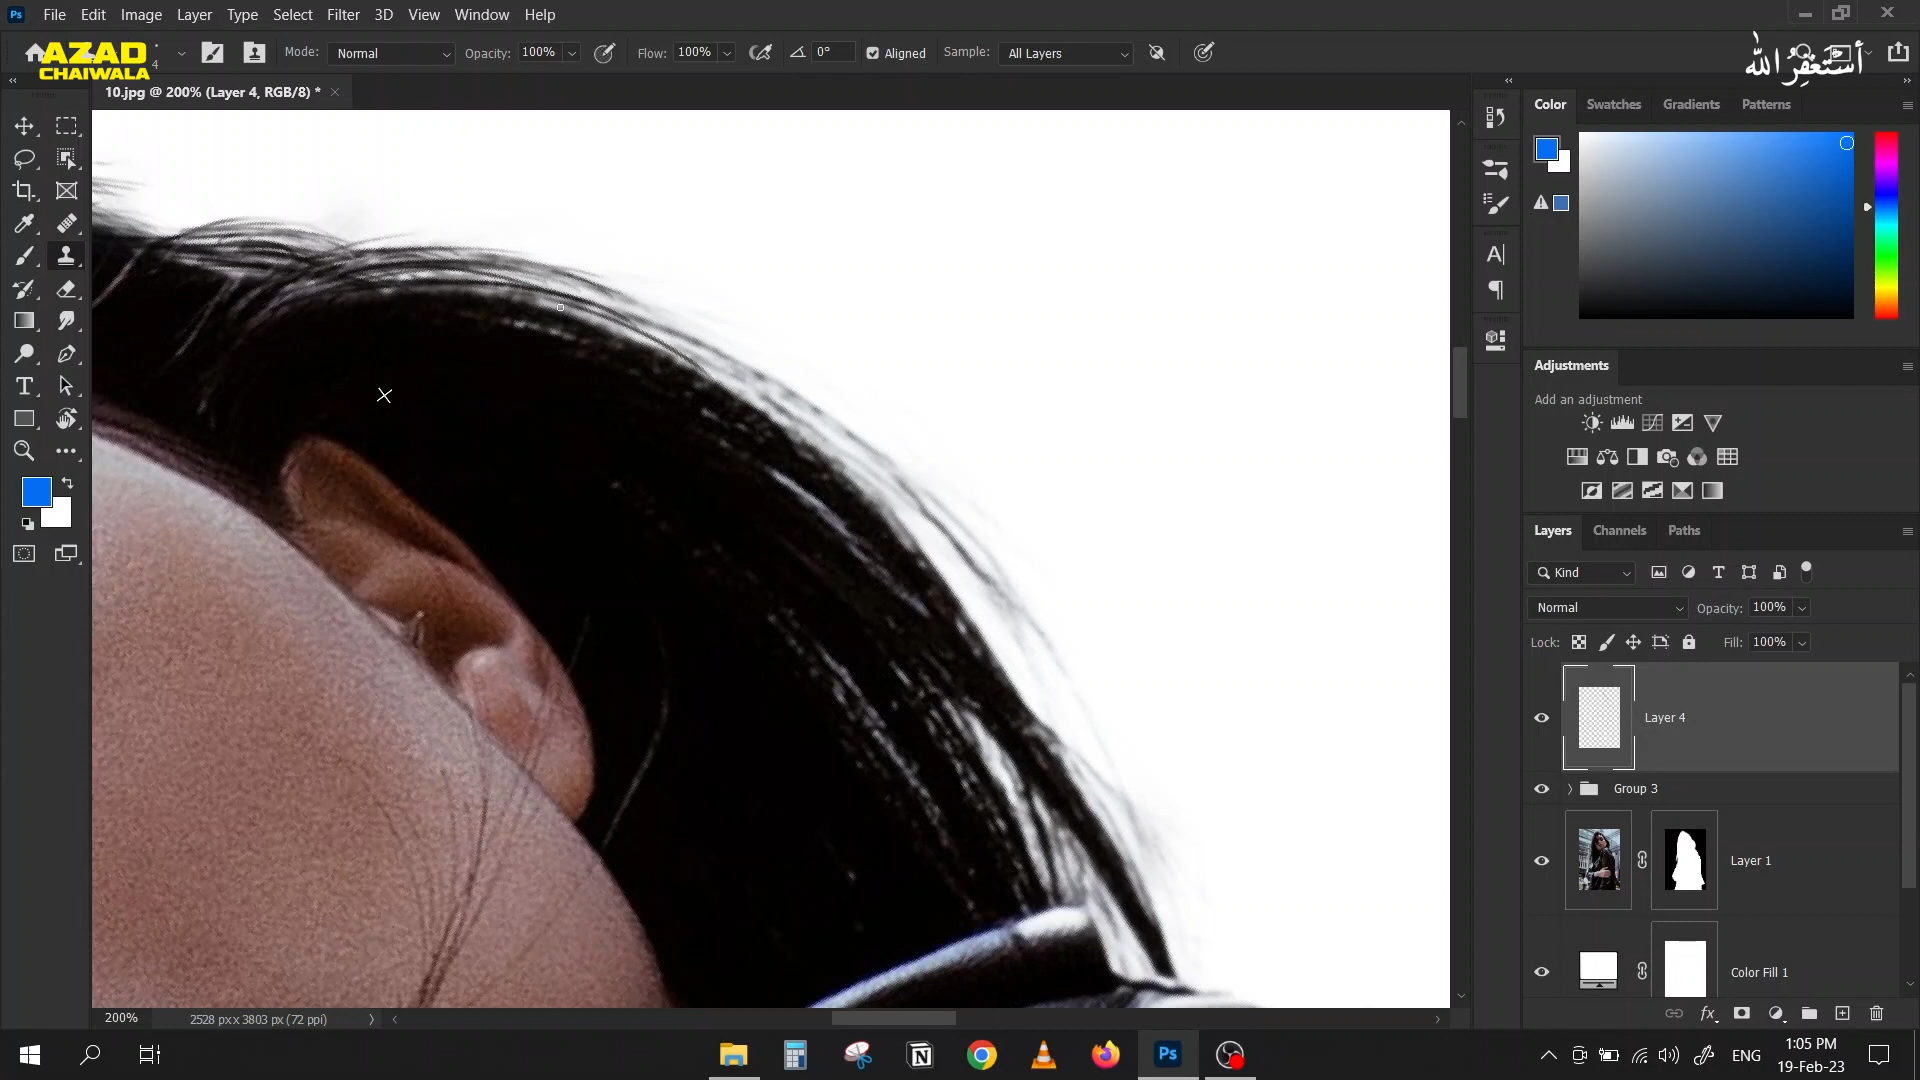 Ps File Edit Image Layer Type Select Filter 3D View Window Help
AZAD
CHAIWALA
4 Mode: Normal Opacity: 100% Flow: 100% 0° Aligned Sample: All Layers
أستغفر الله
10.jpg @ 200% (Layer 4, RGB/8) * ×
Color Swatches Gradients Patterns
Adjustments
Add an adjustment
Layers Channels Paths
Kind
Normal Opacity: 100%
Lock: Fill: 100%
Layer 4
Group 3
Layer 1
Color Fill 1
200% 2528 px x 3803 px (72 ppi)
ENG
1:05 PM
19-Feb-23